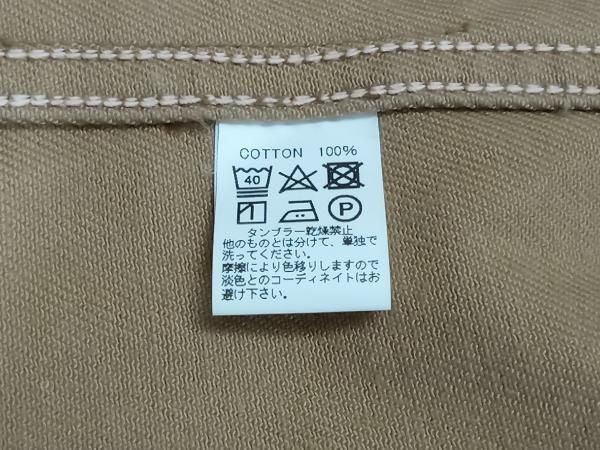 COTTON 100%
40
P
タンブラー乾燥禁止
他のものとは分けて、単独で
洗ってください。
摩擦により色移りしますので
淡色とのコーディネイトはお
避け下さい。